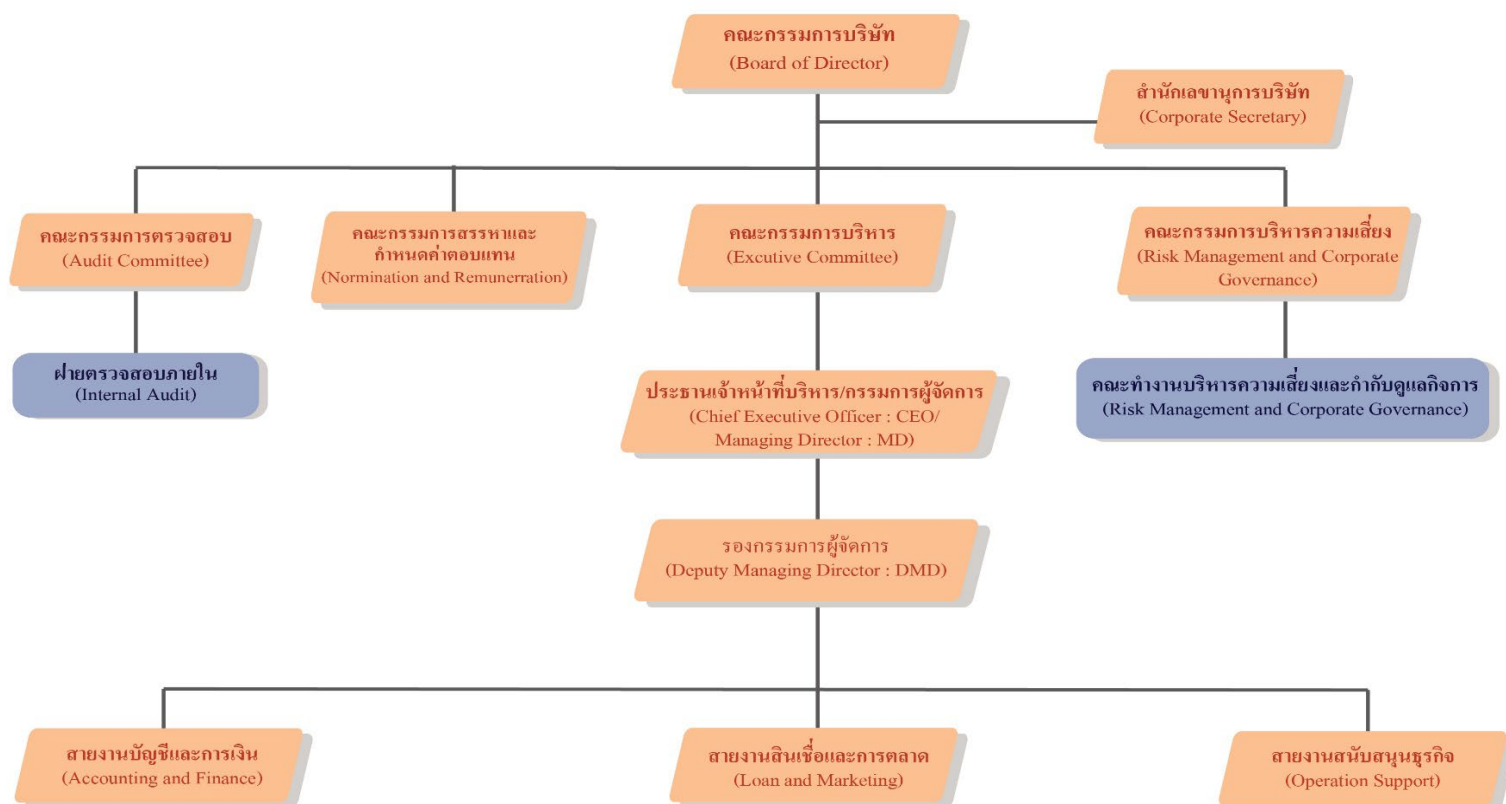 คณะกรรมการบริษัท
(Board of Director)
สำนักเลขานุการบริษัท
(Corporate Secretary)
คณะกรรมการตรวจสอบ
(Audit Committee)
คณะกรรมการสรรหาและ
กำหนดค่าตอบแทน
(Normination and Remunerration)
คณะกรรมการบริหาร
(Excutive Committee)
คณะกรรมการบริหารความเสี่ยง
(Risk Management and Corporate
Governance)
ฝ่ายตรวจสอบภายใน
(Internal Audit)
ประธานเจ้าหน้าที่บริหาร/กรรมการผู้จัดการ
(Chief Executive Officer : CEO/
Managing Director : MD)
คณะทำงานบริหารความเสี่ยงและกำกับดูแลกิจการ
(Risk Management and Corporate Governance)
รองกรรมการผู้จัดการ
(Deputy Managing Director : DMD)
สายงานบัญชีและการเงิน
(Accounting and Finance)
สายงานสินเชื่อและการตลาด
(Loan and Marketing)
สายงานสนับสนุนธุรกิจ
(Operation Support)